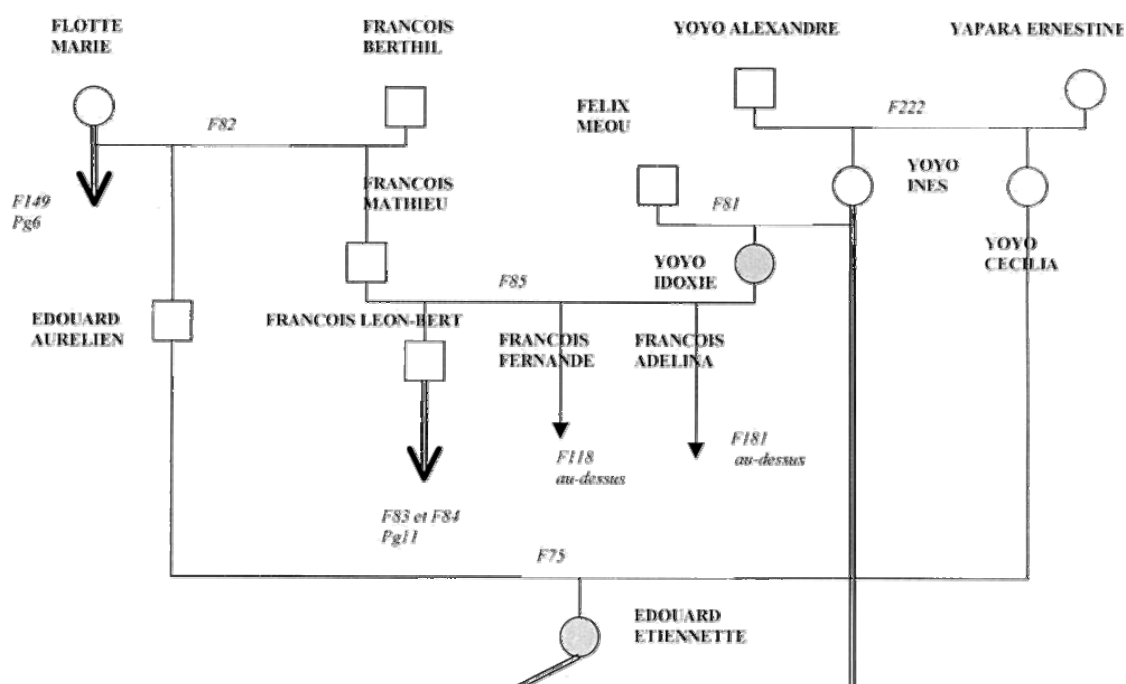 FLOTTE
MARIE
FRANCOIS
BERTHIL
YOYO ALEXANDRE
YAPARA ERNESTINE
FELIX
MEOU
F82
F222
F149
Pg6
FRANCOIS
MATHIEU
F81
YOYO
INES
YOYO
IDOXIE
YOYO
CECILIA
F85
EDOUARD
AURELIEN
FRANCOIS LEON-BERT
FRANCOIS
FERNANDE
FRANCOIS
ADELINA
F118
au-dessus
F181
au-dessus
F83 et F84
Pg11
F75
EDOUARD
ETIENNETTE